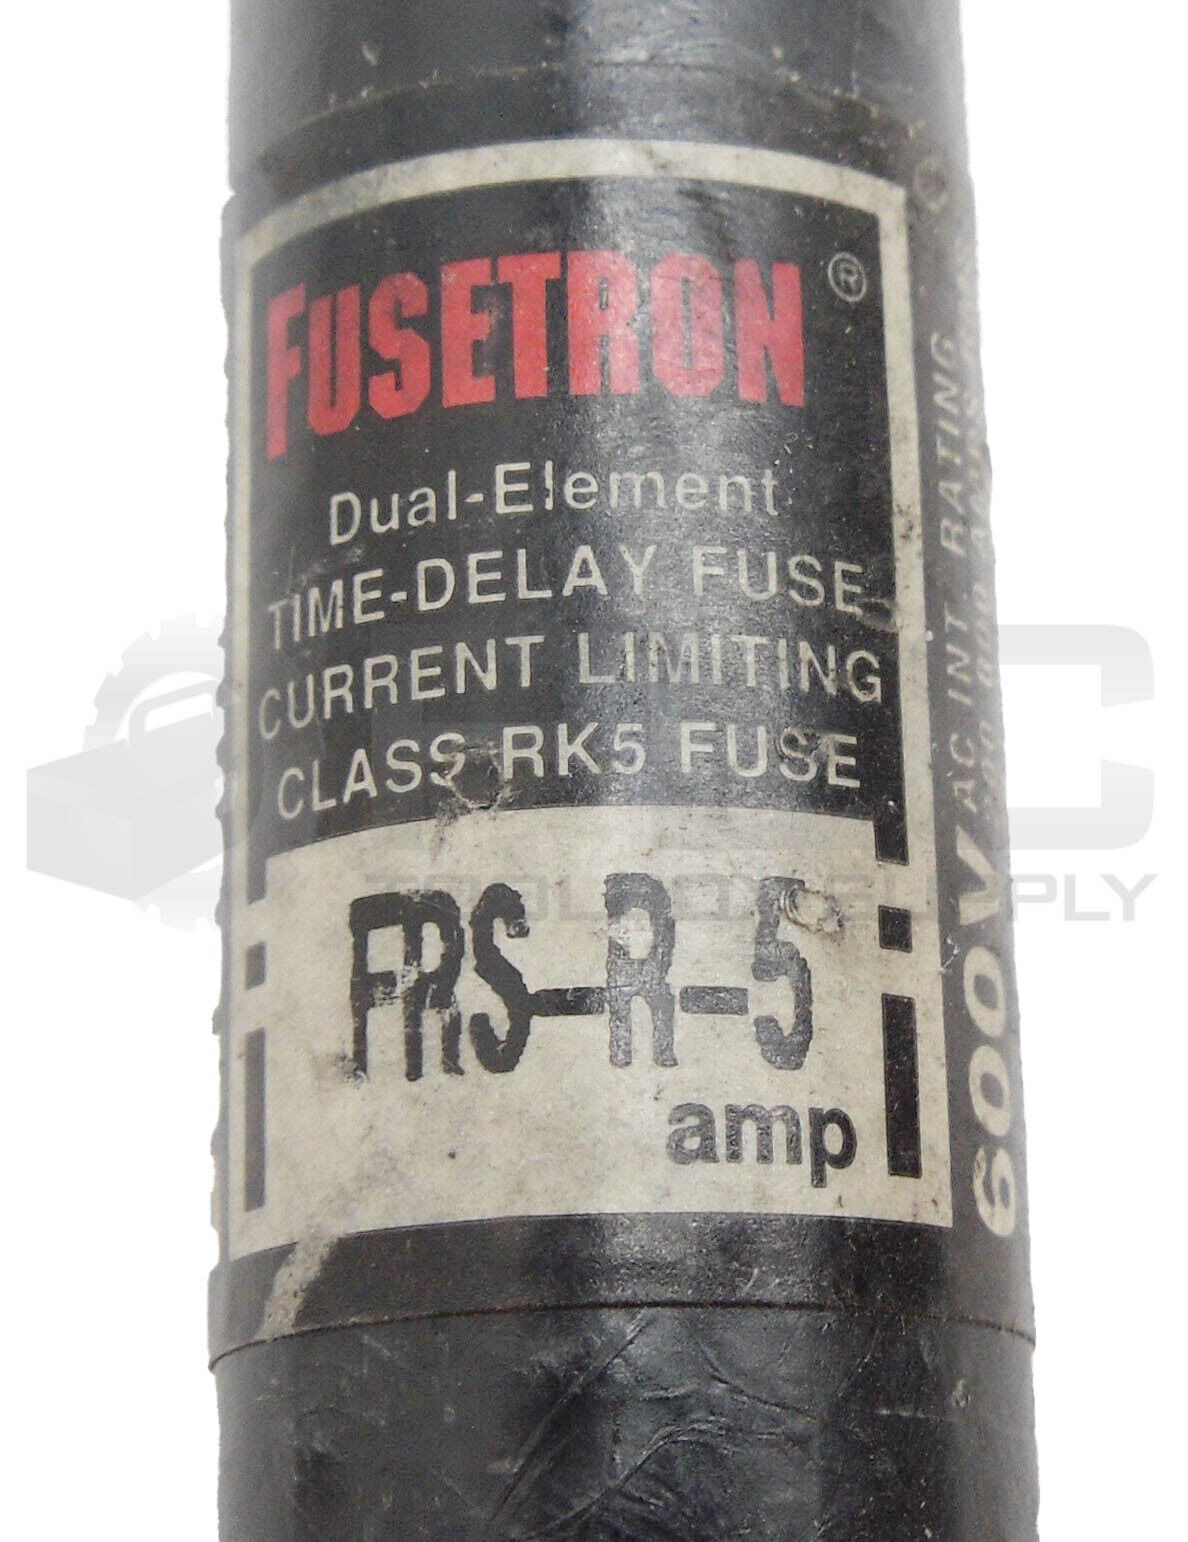 FUSETRON®
Dual-Element
TIME-DELAY FUSE
CURRENT LIMITING
CLASS RK5 FUSE
FRS-R-5
amp
600V AC INT. RATING